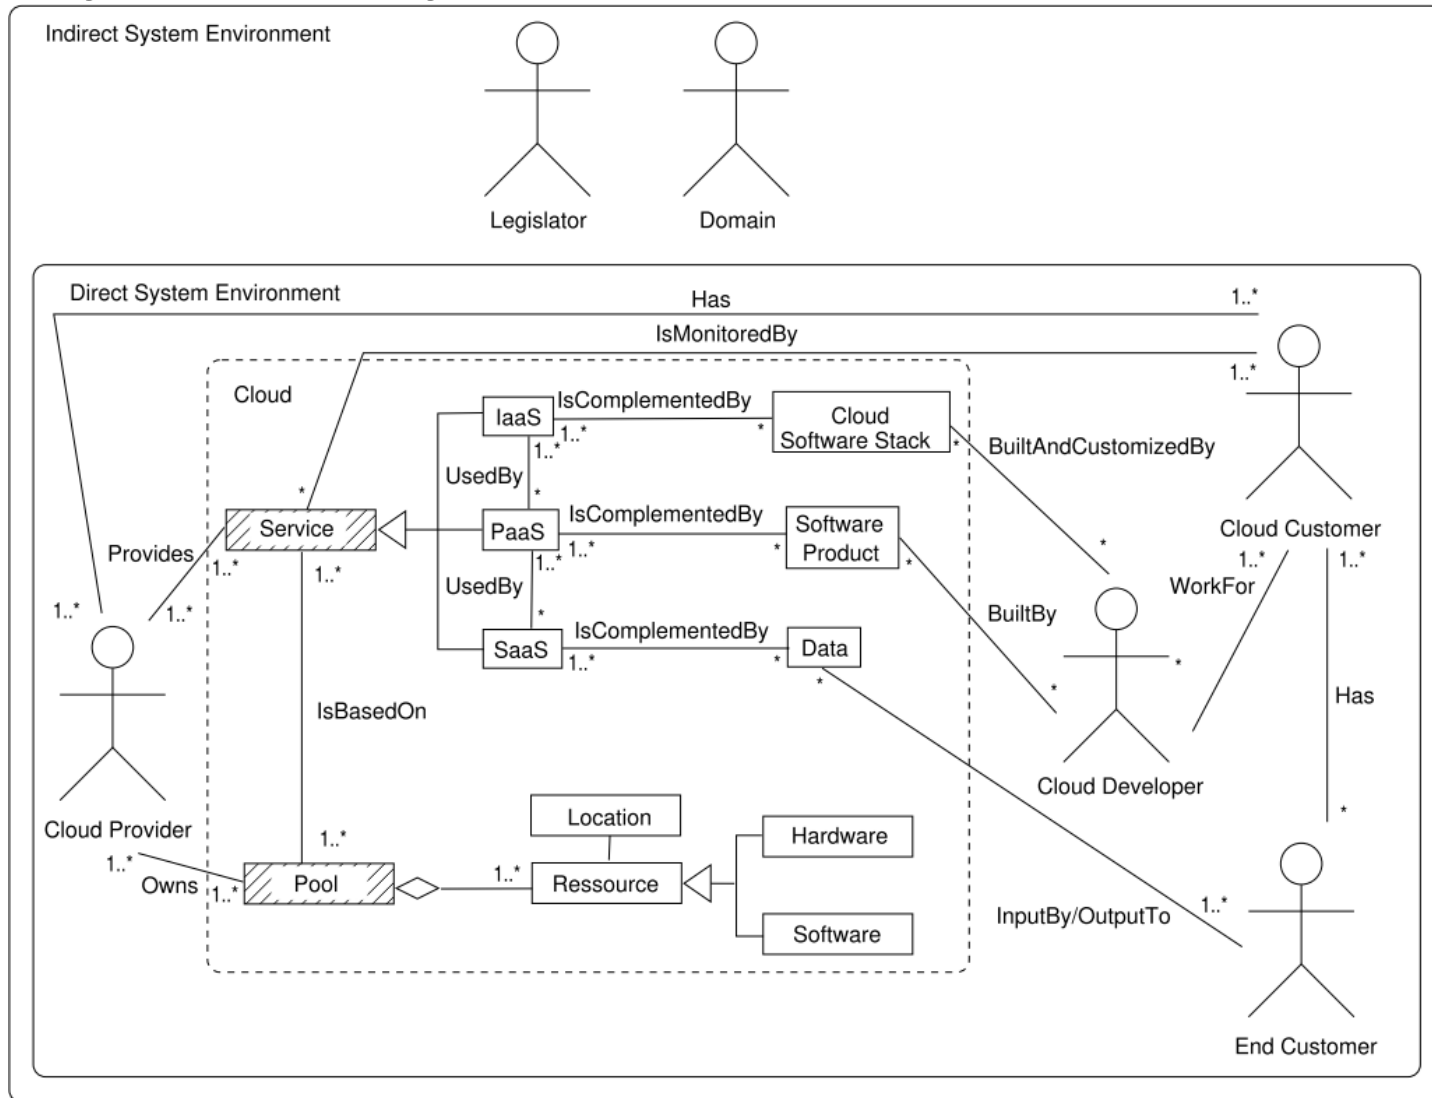 Indirect System Environment
Legislator
Domain
Direct System Environment
Has
1..*
IsMonitoredBy
1..*
Cloud
IaaS
1..*
1..*
IsComplementedBy
*
Cloud
Software Stack
*
BuiltAndCustomizedBy
*
Cloud Customer
1..*
1..*
UsedBy
*
*
Service
1..*
1..*
Provides
1..*
1..*
PaaS
1..*
1..*
IsComplementedBy
*
Software
Product
*
BuiltBy
*
*
WorkFor
UsedBy
*
SaaS
1..*
IsComplementedBy
*
Data
*
Has
*
IsBasedOn
Cloud Developer
Cloud Provider
1..*
Owns
1..*
1..*
Pool
1..*
Location
Ressource
Hardware
Software
InputBy/OutputTo
1..*
End Customer